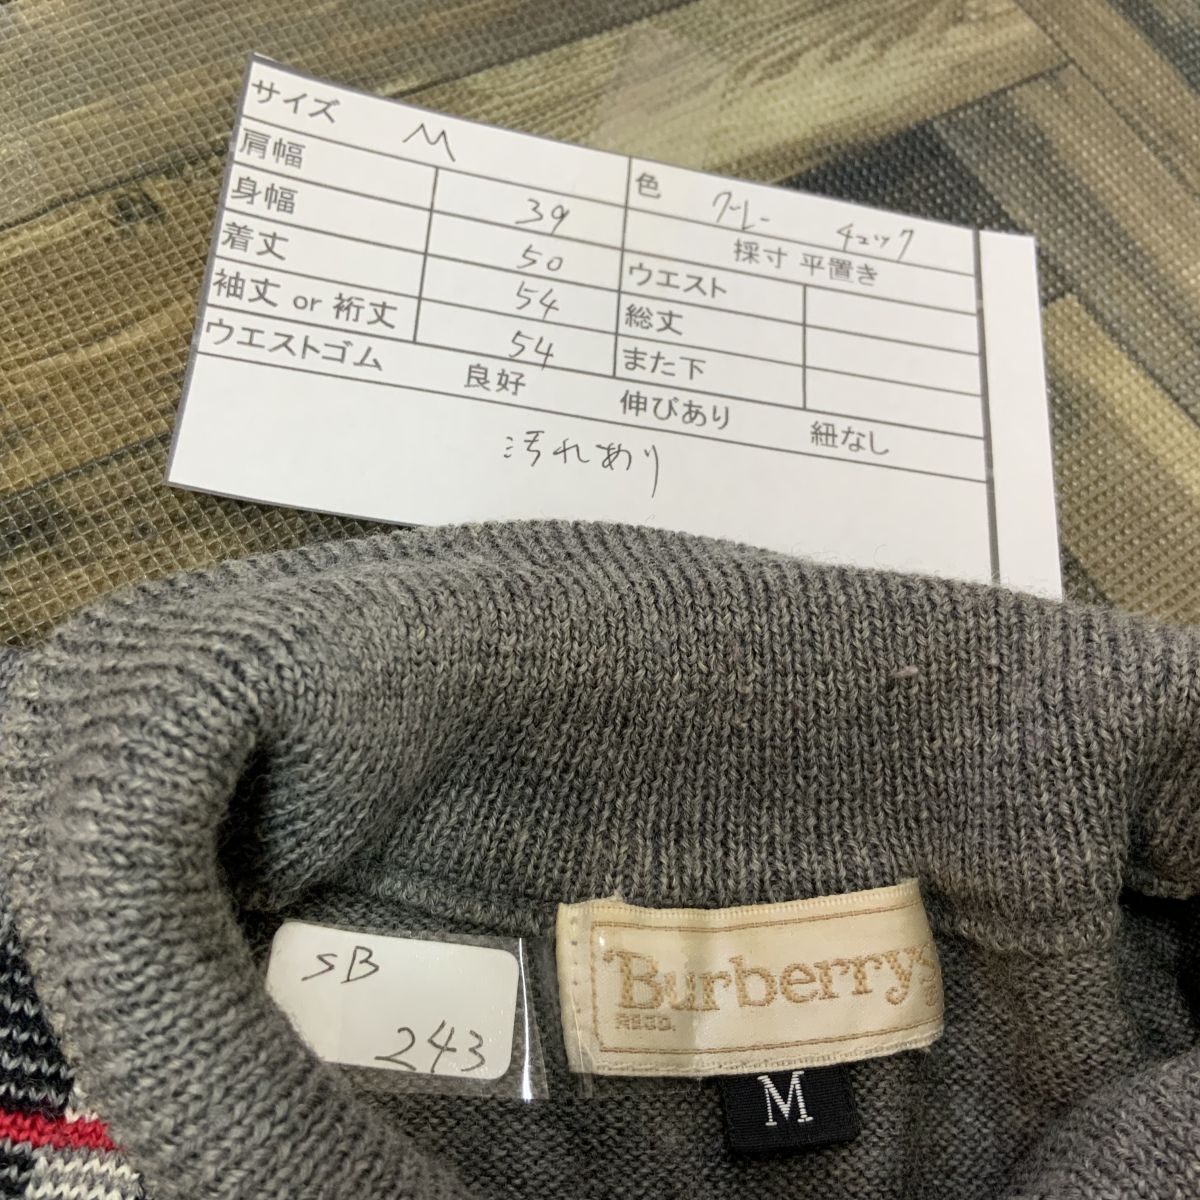 サイズ M
色 グレー チェック
肩幅 39
採寸 平置き
身幅 50
ウエスト
着丈 54
総丈
袖丈 or 裄丈 54
また下
ウエストゴム 良好 伸びあり 紐なし
汚れあり
SB
243
Burberrys
REGD.
M